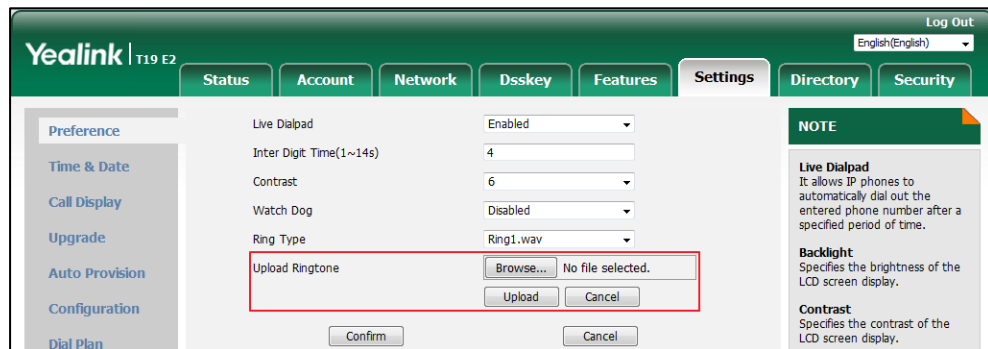 Log Out
English(English)
Yealink T19 E2
Status Account Network Dsskey Features Settings Directory Security
Preference
Time & Date
Call Display
Upgrade
Auto Provision
Configuration
Dial Plan
Live Dialpad Enabled
Inter Digit Time(1~14s) 4
Contrast 6
Watch Dog Disabled
Ring Type Ring1.wav
Upload Ringtone Browse... No file selected.
Upload Cancel
Confirm Cancel
NOTE
Live Dialpad
It allows IP phones to
automatically dial out the
entered phone number after a
specified period of time.
Backlight
Specifies the brightness of the
LCD screen display.
Contrast
Specifies the contrast of the
LCD screen display.